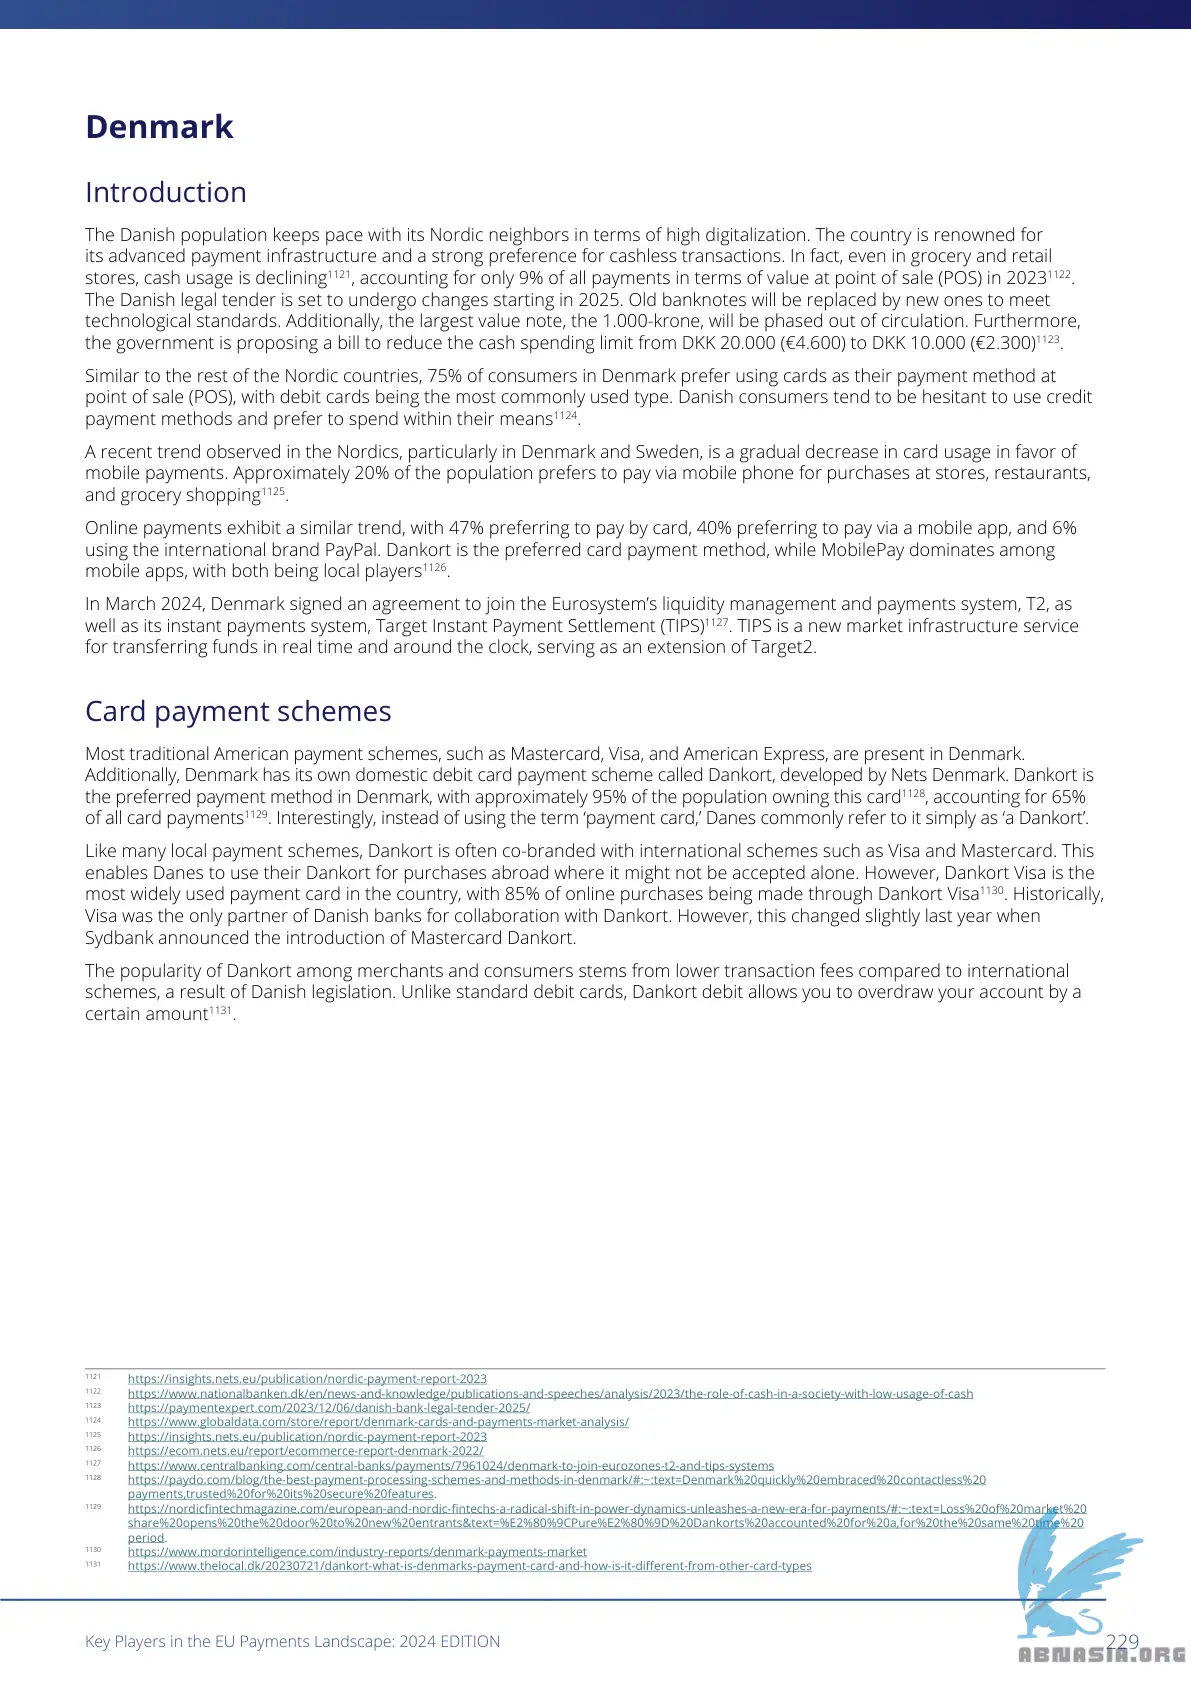 Denmark
Introduction
The Danish population keeps pace with its Nordic neighbors in terms of high digitalization. The country is renowned for
its advanced payment infrastructure and a strong preference for cashless transactions. In fact, even in grocery and retail
stores, cash usage is declining1121, accounting for only 9% of all payments in terms of value at point of sale (POS) in 20231122.
The Danish legal tender is set to undergo changes starting in 2025. Old banknotes will be replaced by new ones to meet
technological standards. Additionally, the largest value note, the 1.000-krone, will be phased out of circulation. Furthermore,
the government is proposing a bill to reduce the cash spending limit from DKK 20.000 (€4.600) to DKK 10.000 (€2.300)1123.
Similar to the rest of the Nordic countries, 75% of consumers in Denmark prefer using cards as their payment method at
point of sale (POS), with debit cards being the most commonly used type. Danish consumers tend to be hesitant to use credit
payment methods and prefer to spend within their means1124.
A recent trend observed in the Nordics, particularly in Denmark and Sweden, is a gradual decrease in card usage in favor of
mobile payments. Approximately 20% of the population prefers to pay via mobile phone for purchases at stores, restaurants,
and grocery shopping1125.
Online payments exhibit a similar trend, with 47% preferring to pay by card, 40% preferring to pay via a mobile app, and 6%
using the international brand PayPal. Dankort is the preferred card payment method, while MobilePay dominates among
mobile apps, with both being local players1126.
In March 2024, Denmark signed an agreement to join the Eurosystem’s liquidity management and payments system, T2, as
well as its instant payments system, Target Instant Payment Settlement (TIPS)1127. TIPS is a new market infrastructure service
for transferring funds in real time and around the clock, serving as an extension of Target2.
Card payment schemes
Most traditional American payment schemes, such as Mastercard, Visa, and American Express, are present in Denmark.
Additionally, Denmark has its own domestic debit card payment scheme called Dankort, developed by Nets Denmark. Dankort is
the preferred payment method in Denmark, with approximately 95% of the population owning this card1128, accounting for 65%
of all card payments1129. Interestingly, instead of using the term ‘payment card,’ Danes commonly refer to it simply as ‘a Dankort’.
Like many local payment schemes, Dankort is often co-branded with international schemes such as Visa and Mastercard. This
enables Danes to use their Dankort for purchases abroad where it might not be accepted alone. However, Dankort Visa is the
most widely used payment card in the country, with 85% of online purchases being made through Dankort Visa1130. Historically,
Visa was the only partner of Danish banks for collaboration with Dankort. However, this changed slightly last year when
Sydbank announced the introduction of Mastercard Dankort.
The popularity of Dankort among merchants and consumers stems from lower transaction fees compared to international
schemes, a result of Danish legislation. Unlike standard debit cards, Dankort debit allows you to overdraw your account by a
certain amount1131.
1121 https://insights.nets.eu/publication/nordic-payment-report-2023
1122 https://www.nationalbanken.dk/en/news-and-knowledge/publications-and-speeches/analysis/2023/the-role-of-cash-in-a-society-with-low-usage-of-cash
1123 https://paymentexpert.com/2023/12/06/danish-bank-legal-tender-2025/
1124 https://www.globaldata.com/store/report/denmark-cards-and-payments-market-analysis/
1125 https://insights.nets.eu/publication/nordic-payment-report-2023
1126 https://ecom.nets.eu/report/ecommerce-report-denmark-2022/
1127 https://www.centralbanking.com/central-banks/payments/7961024/denmark-to-join-eurozones-t2-and-tips-systems
1128 https://paydo.com/blog/the-best-payment-processing-schemes-and-methods-in-denmark/#:~:text=Denmark%20quickly%20embraced%20contactless%20
payments,trusted%20for%20its%20secure%20features.
1129 https://nordicfintechmagazine.com/european-and-nordic-fintechs-a-radical-shift-in-power-dynamics-unleashes-a-new-era-for-payments/#:~:text=Loss%20of%20market%20
share%20opens%20the%20door%20to%20new%20entrants&text=%E2%80%9CPure%E2%80%9D%20Dankorts%20accounted%20for%20a,for%20the%20same%20time%20
period.
1130 https://www.mordorintelligence.com/industry-reports/denmark-payments-market
1131 https://www.thelocal.dk/20230721/dankort-what-is-denmarks-payment-card-and-how-is-it-different-from-other-card-types
Key Players in the EU Payments Landscape: 2024 EDITION
229
ABNASIA.ORG